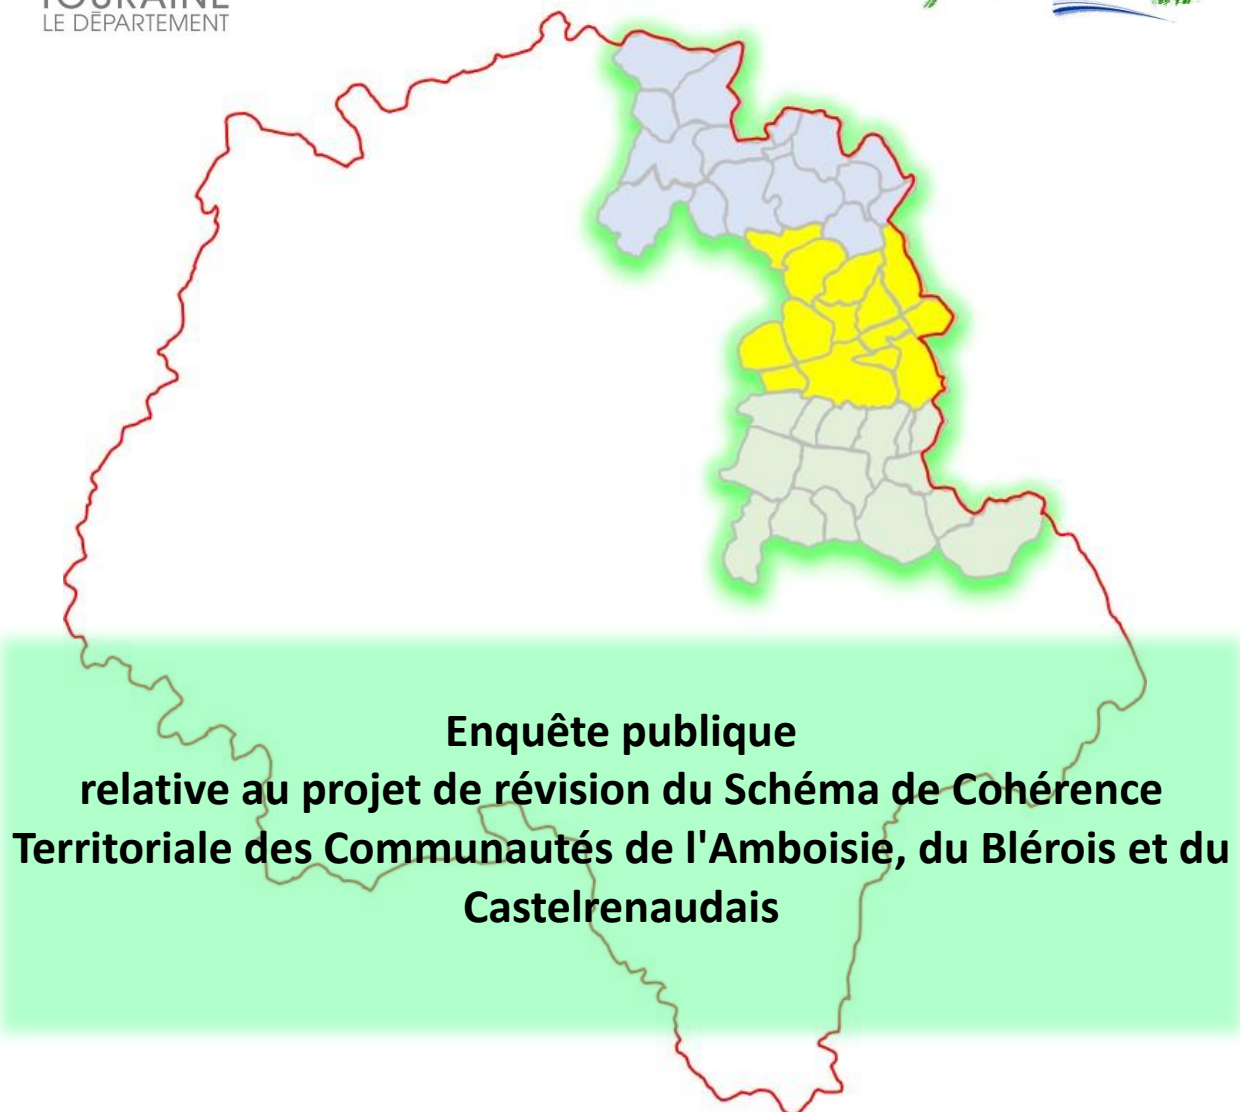 TOURAINE
LE DÉPARTEMENT
Enquête publique
relative au projet de révision du Schéma de Cohérence
Territoriale des Communautés de l'Amboisie, du Blérois et du
Castelrenaudais